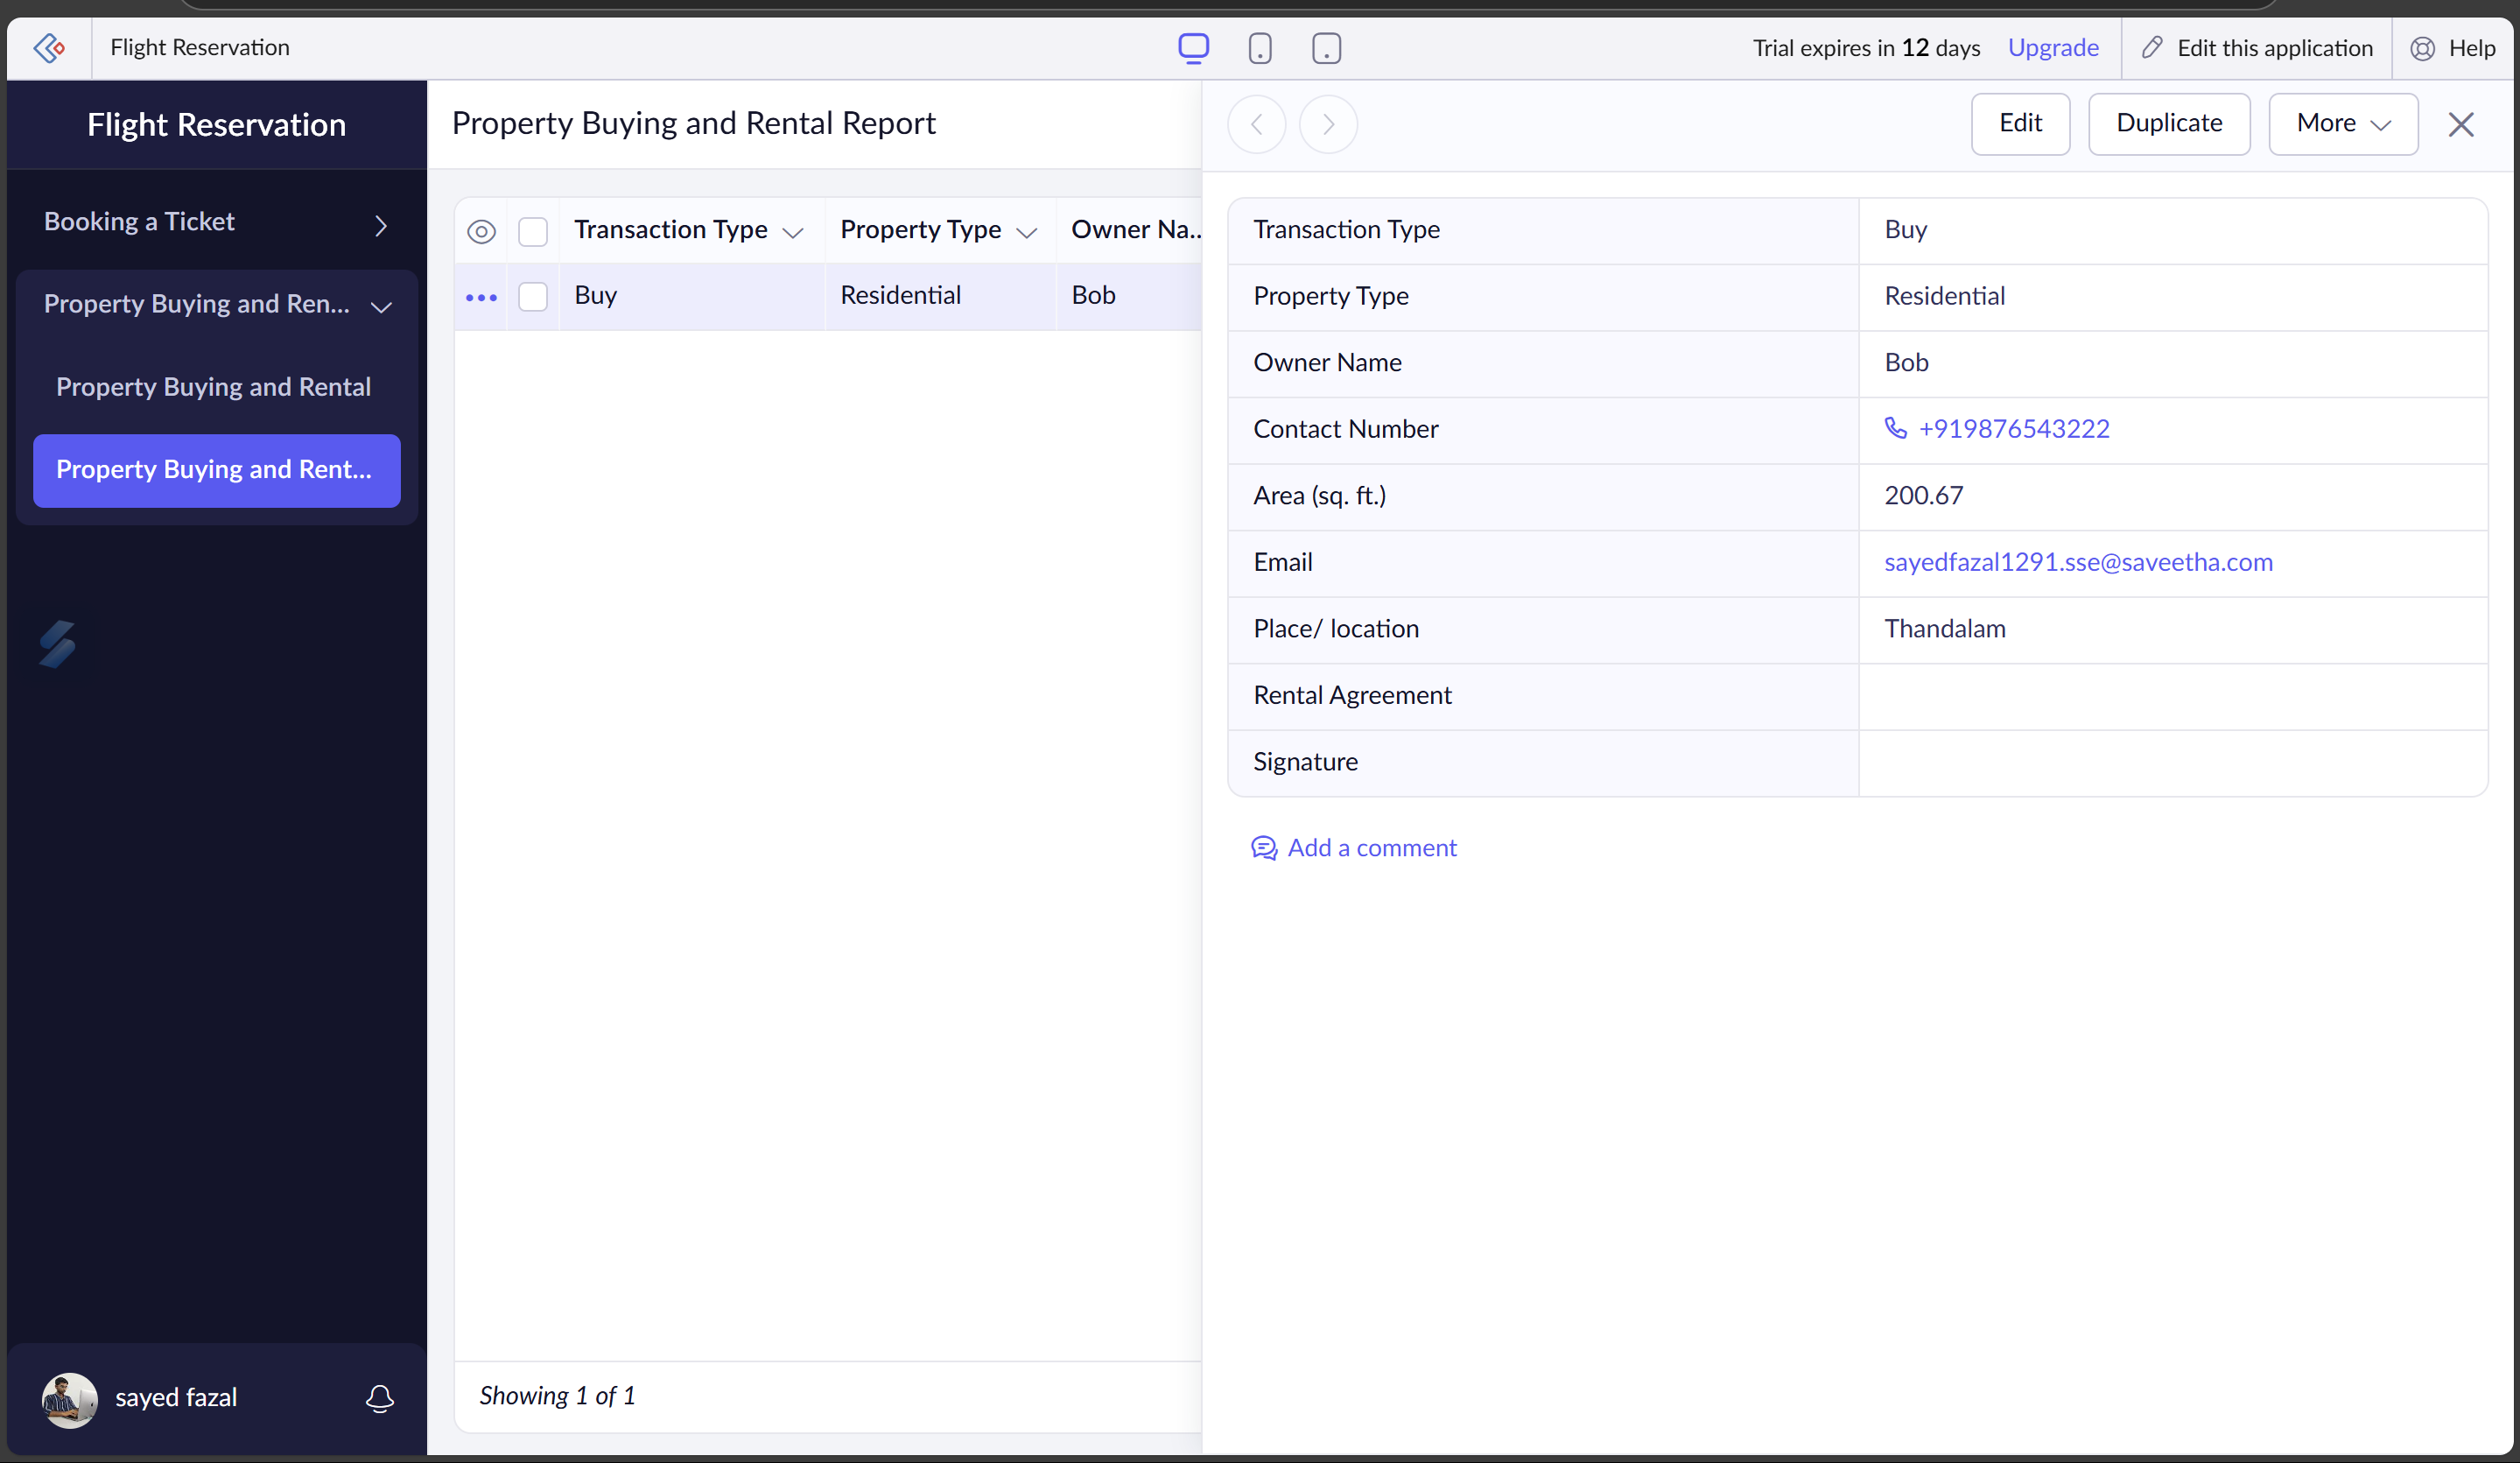 Flight Reservation
Trial expires in 12 days Upgrade Edit this application Help
Flight Reservation
Booking a Ticket
Property Buying and Ren...
Property Buying and Rental
Property Buying and Rent...
sayed fazal
Property Buying and Rental Report
Transaction Type Property Type Owner Na..
Buy Residential Bob
Showing 1 of 1
Edit Duplicate More
Transaction Type Buy
Property Type Residential
Owner Name Bob
Contact Number +919876543222
Area (sq. ft.) 200.67
Email sayedfazal1291.sse@saveetha.com
Place/ location Thandalam
Rental Agreement
Signature
Add a comment